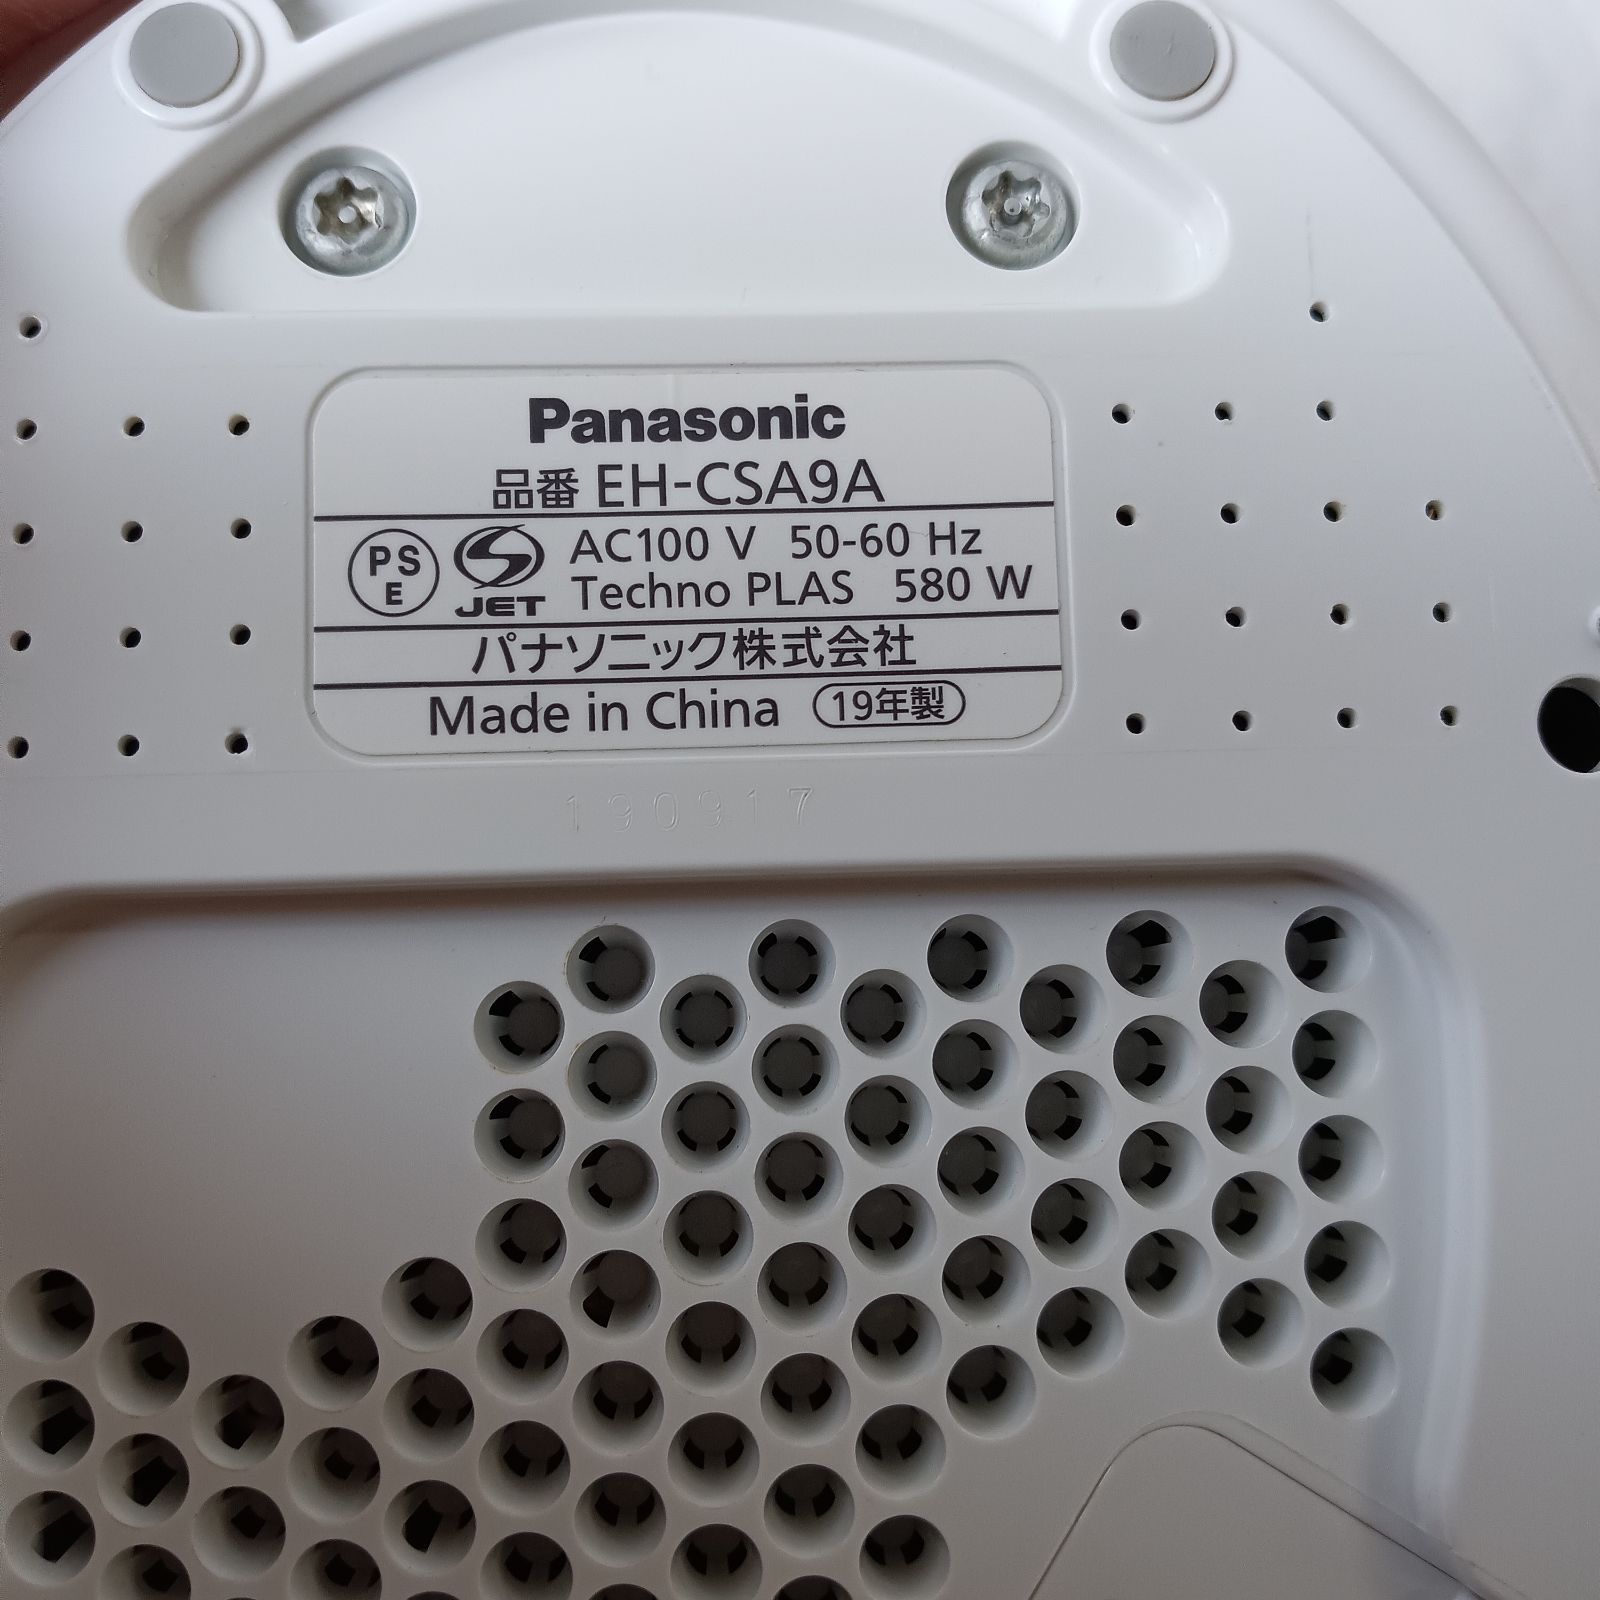 Panasonic
品番 EH-CSA9A
PS E JET AC100 V 50-60 Hz
Techno PLAS 580 W
パナソニック株式会社
Made in China 19年製
190917